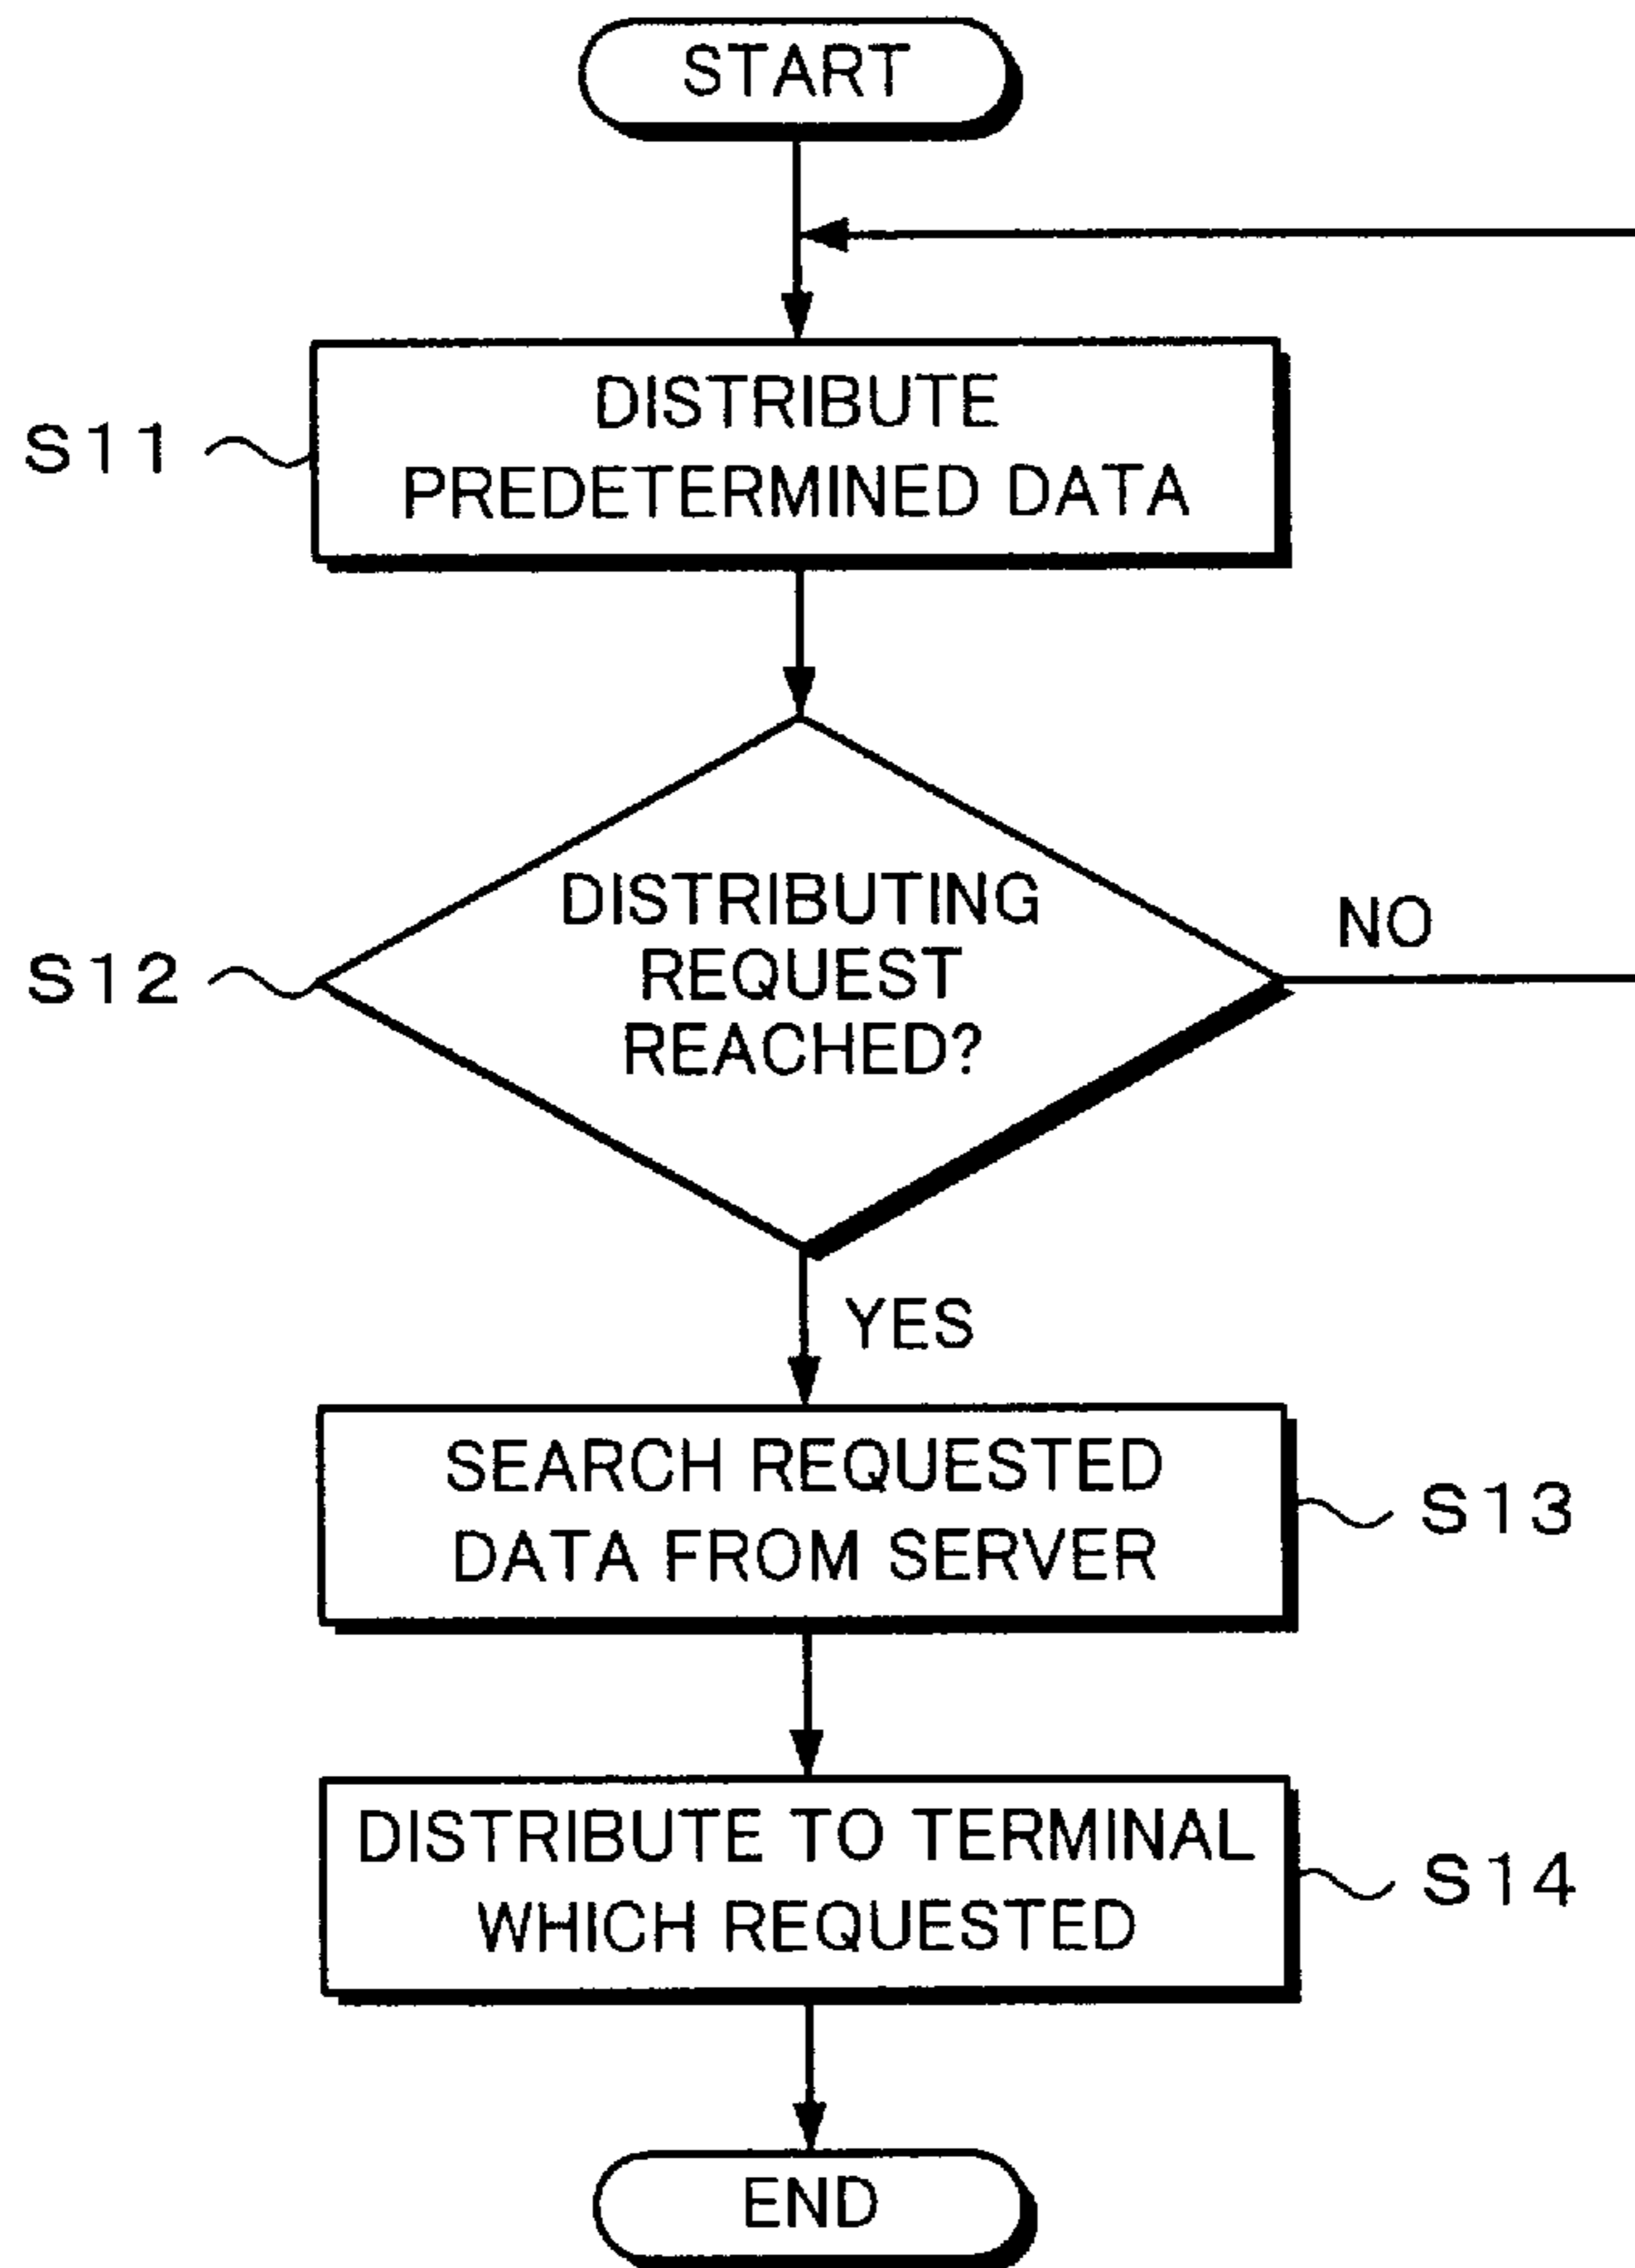 START
S11
DISTRIBUTE
PREDETERMINED DATA
S12
DISTRIBUTING
REQUEST
REACHED?
NO
YES
SEARCH REQUESTED
DATA FROM SERVER
S13
DISTRIBUTE TO TERMINAL
WHICH REQUESTED
S14
END